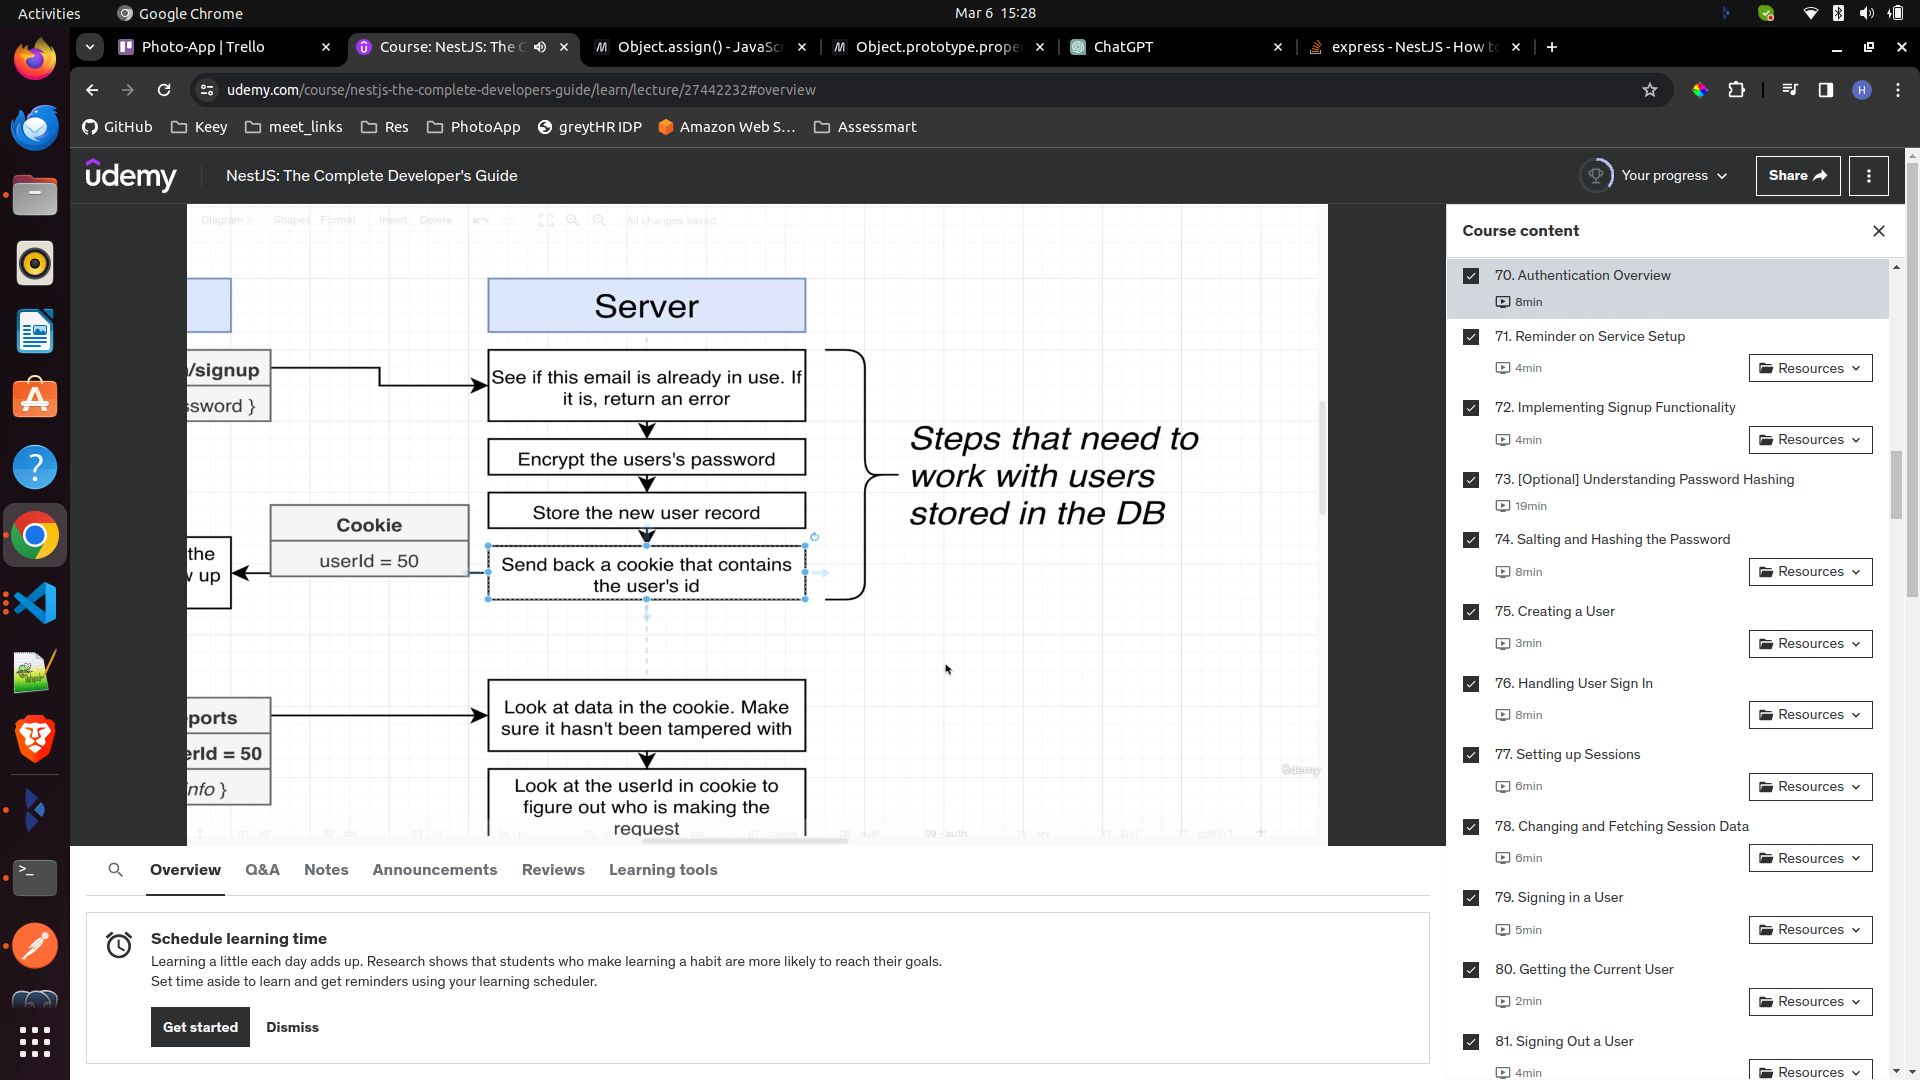 Activities
Google Chrome
Mar 6 15:28
Photo-App | Trello
Course: NestJS: The C
Object.assign() - JavaSc
Object.prototype.prope
ChatGPT
express - NestJS - How to
udemy.com/course/nestjs-the-complete-developers-guide/learn/lecture/27442232#overview
H
GitHub
Keey
meet_links
Res
PhotoApp
greytHR IDP
Amazon Web S...
Assessmart
udemy
NestJS: The Complete Developer's Guide
Your progress
Share
Diagram
Shapes
Format
Insert
Delete
All changes saved
Server
/signup
ssword }
See if this email is already in use. If
it is, return an error
Encrypt the users's password
Store the new user record
Send back a cookie that contains
the user's id
Cookie
userId = 50
the
up
Steps that need to
work with users
stored in the DB
ports
erId = 50
info }
Look at data in the cookie. Make
sure it hasn't been tampered with
Look at the userId in cookie to
figure out who is making the
request
udemy
09 - auth
Course content
70. Authentication Overview
8min
71. Reminder on Service Setup
4min
Resources
72. Implementing Signup Functionality
4min
Resources
73. [Optional] Understanding Password Hashing
19min
74. Salting and Hashing the Password
8min
Resources
75. Creating a User
3min
Resources
76. Handling User Sign In
8min
Resources
77. Setting up Sessions
6min
Resources
78. Changing and Fetching Session Data
6min
Resources
79. Signing in a User
5min
Resources
80. Getting the Current User
2min
Resources
81. Signing Out a User
4min
Resources
Overview
Q&A
Notes
Announcements
Reviews
Learning tools
Schedule learning time
Learning a little each day adds up. Research shows that students who make learning a habit are more likely to reach their goals.
Set time aside to learn and get reminders using your learning scheduler.
Get started
Dismiss